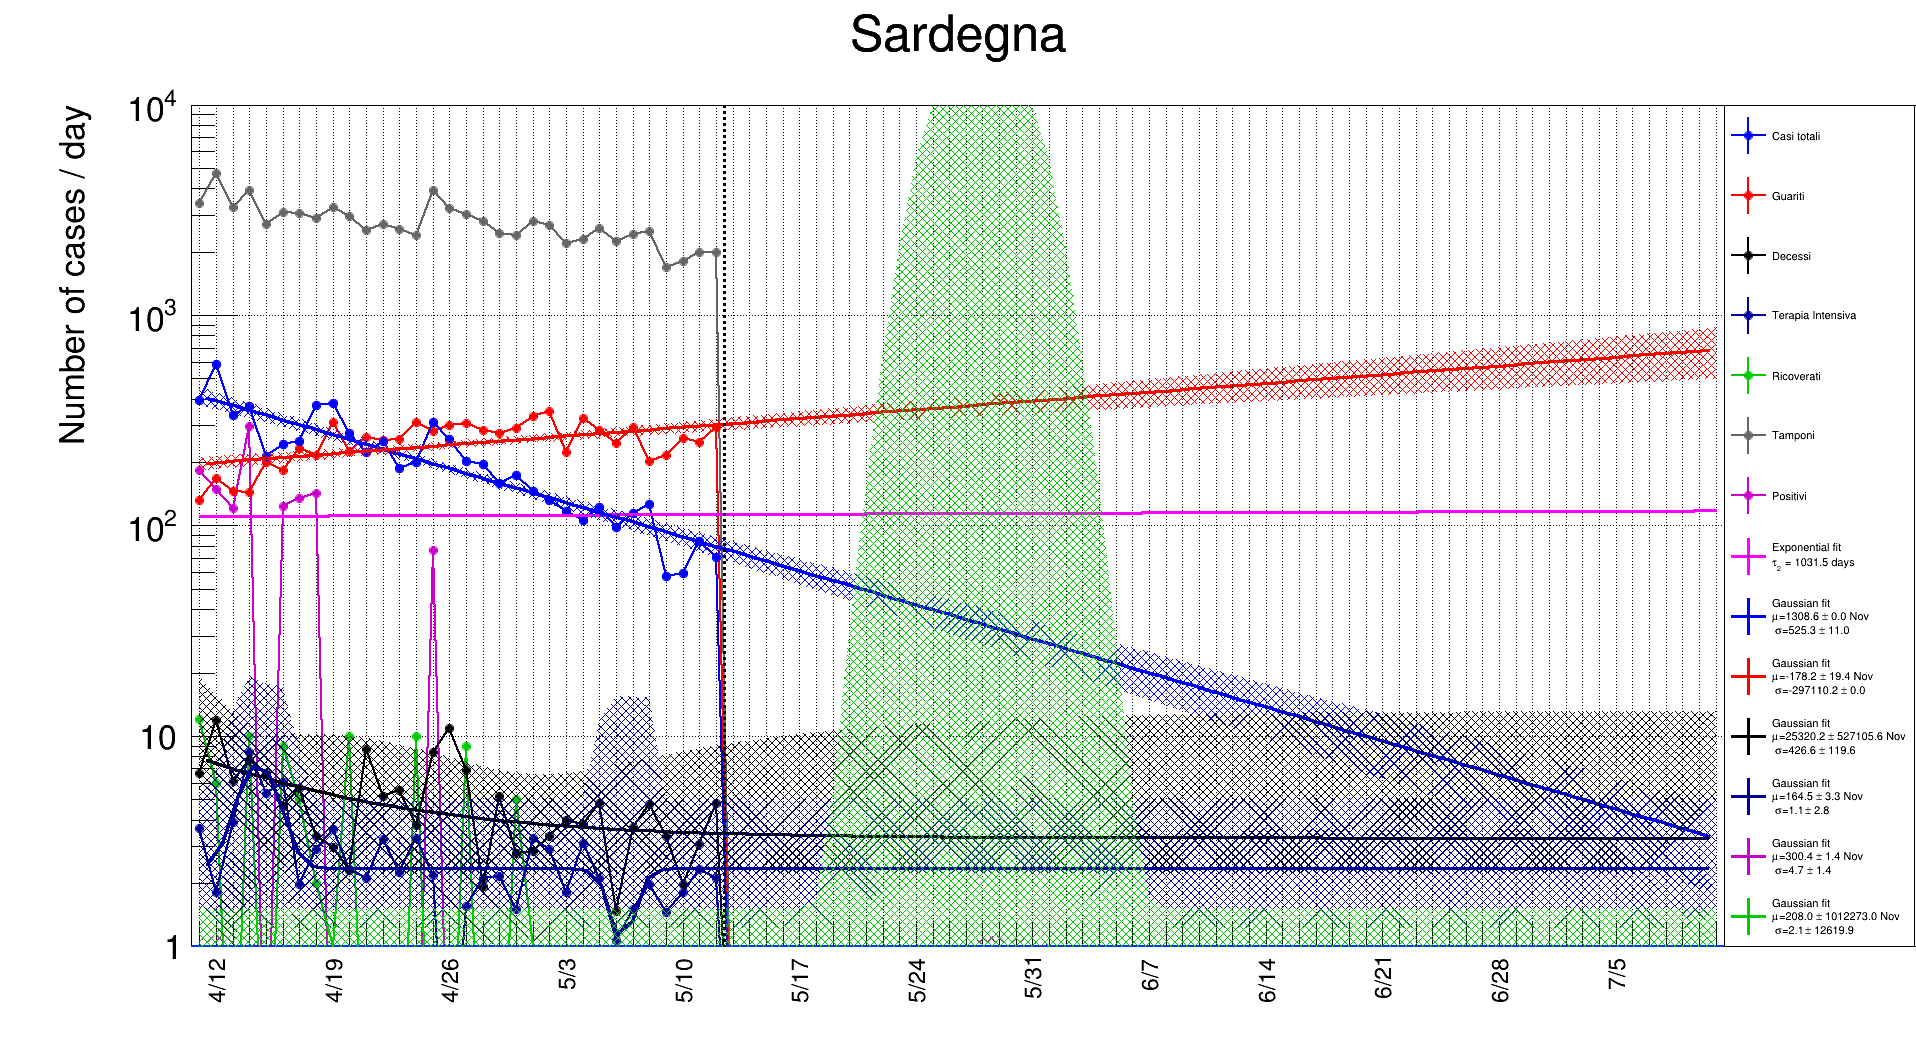 Sardegna
Number of cases / day
10⁴
10³
10²
10
1
4/12
4/19
4/26
5/3
5/10
5/17
5/24
5/31
6/7
6/14
6/21
6/28
7/5
Casi totali
Guariti
Decessi
Terapia Intensiva
Ricoverati
Tamponi
Positivi
Exponential fit
τ₂ = 1031.5 days
Gaussian fit
μ=1308.6 ± 0.0 Nov
σ=525.3 ± 11.0
Gaussian fit
μ=-178.2 ± 19.4 Nov
σ=-297110.2 ± 0.0
Gaussian fit
μ=25320.2 ± 527105.6 Nov
σ=426.6 ± 119.6
Gaussian fit
μ=164.5 ± 3.3 Nov
σ=1.1 ± 2.8
Gaussian fit
μ=300.4 ± 1.4 Nov
σ=4.7 ± 1.4
Gaussian fit
μ=208.0 ± 1012273.0 Nov
σ=2.1 ± 12619.9